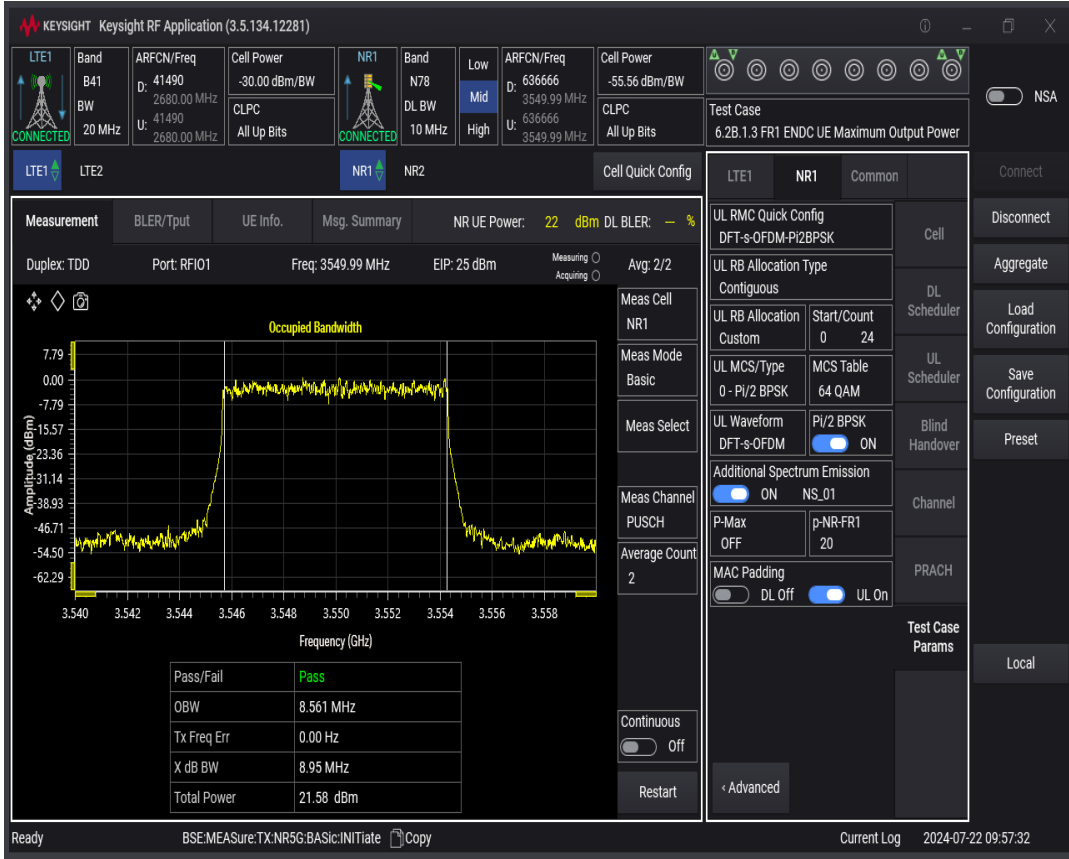 KEYSIGHT Keysight RF Application (3.5.134.12281)
LTE1 Band ARFCN/Freq Cell Power NR1 Band Low ARFCN/Freq Cell Power
B41 D: 41490 -30.00 dBm/BW N78 D: 636666 -55.56 dBm/BW
2680.00 MHz Mid 3549.99 MHz
BW CLPC DL BW CLPC
CONNECTED 20 MHz U: 41490 All Up Bits CONNECTED 10 MHz High U: 636666 All Up Bits
2680.00 MHz 3549.99 MHz
Test Case
6.2B.1.3 FR1 ENDC UE Maximum Output Power
NSA
LTE1 LTE2 NR1 NR2 Cell Quick Config
Measurement BLER/Tput UE Info. Msg. Summary NR UE Power: 22 dBm DL BLER: --- %
Duplex: TDD Port: RFIO1 Freq: 3549.99 MHz EIP: 25 dBm Measuring Avg: 2/2
Acquiring
Occupied Bandwidth
7.79
0.00
-7.79
-15.57
-23.36
-31.14
-38.93
-46.71
-54.50
-62.29
Amplitude (dBm)
3.540 3.542 3.544 3.546 3.548 3.550 3.552 3.554 3.556 3.558
Frequency (GHz)
Pass/Fail Pass
OBW 8.561 MHz
Tx Freq Err 0.00 Hz
X dB BW 8.95 MHz
Total Power 21.58 dBm
Meas Cell
NR1
Meas Mode
Basic
Meas Select
Meas Channel
PUSCH
Average Count
2
Continuous
Off
Restart
LTE1 NR1 Common
UL RMC Quick Config
DFT-s-OFDM-Pi2BPSK
UL RB Allocation Type
Contiguous
UL RB Allocation Start/Count
Custom 0 24
UL MCS/Type MCS Table
0 - Pi/2 BPSK 64 QAM
UL Waveform Pi/2 BPSK
DFT-s-OFDM ON
Additional Spectrum Emission
ON NS_01
P-Max p-NR-FR1
OFF 20
MAC Padding
DL Off UL On
‹ Advanced
Cell
DL
Scheduler
UL
Scheduler
Blind
Handover
Channel
PRACH
Test Case
Params
Connect
Disconnect
Aggregate
Load
Configuration
Save
Configuration
Preset
Local
Ready BSE:MEASure:TX:NR5G:BASic:INITiate Copy Current Log 2024-07-22 09:57:32